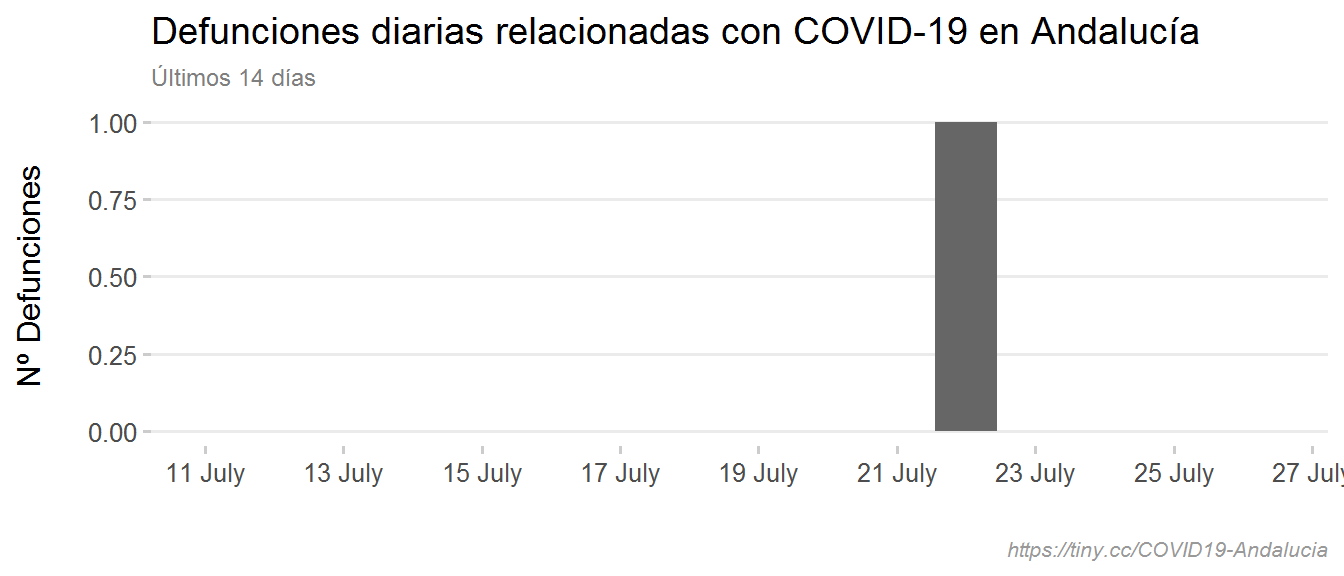 Defunciones diarias relacionadas con COVID-19 en Andalucía
Últimos 14 días
Nº Defunciones
1.00
0.75
0.50
0.25
0.00
11 July 13 July 15 July 17 July 19 July 21 July 23 July 25 July 27 July
https://tiny.cc/COVID19-Andalucia